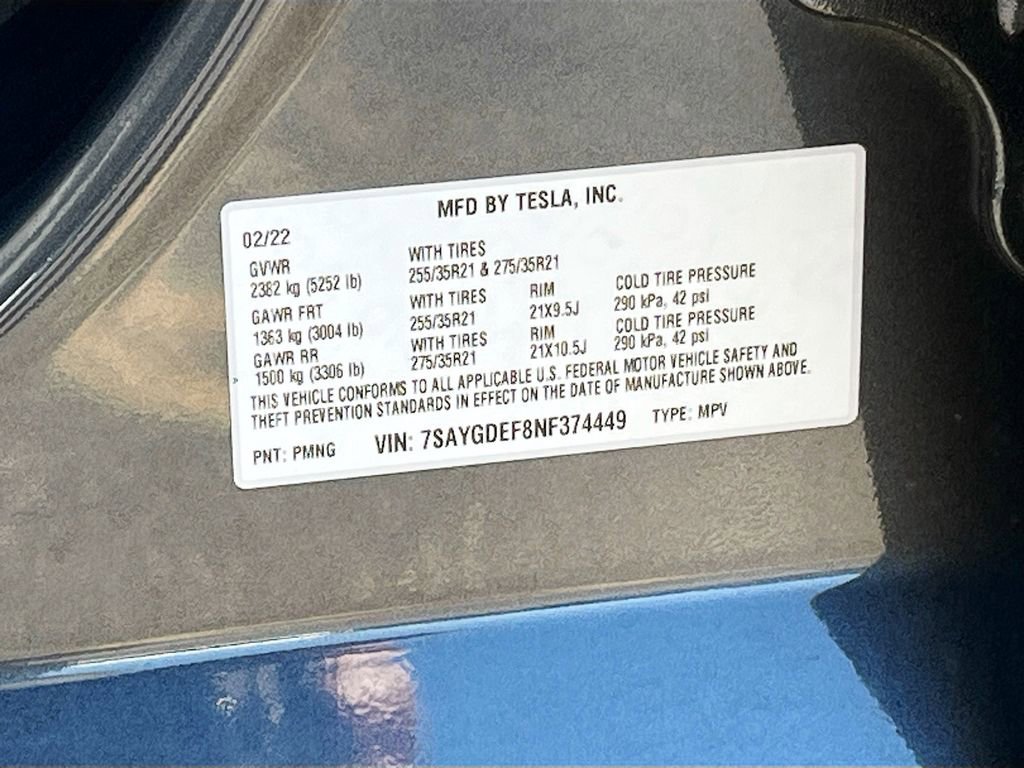 MFD BY TESLA, INC.
02/22
GVWR WITH TIRES
2382 kg (5252 lb) 255/35R21 & 275/35R21
GAWR FRT WITH TIRES RIM COLD TIRE PRESSURE
1363 kg (3004 lb) 255/35R21 21X9.5J 290 kPa, 42 psi
GAWR RR WITH TIRES RIM COLD TIRE PRESSURE
1500 kg (3306 lb) 275/35R21 21X10.5J 290 kPa, 42 psi
THIS VEHICLE CONFORMS TO ALL APPLICABLE U.S. FEDERAL MOTOR VEHICLE SAFETY AND
THEFT PREVENTION STANDARDS IN EFFECT ON THE DATE OF MANUFACTURE SHOWN ABOVE.
PNT: PMNG VIN: 7SAYGDEF8NF374449 TYPE: MPV